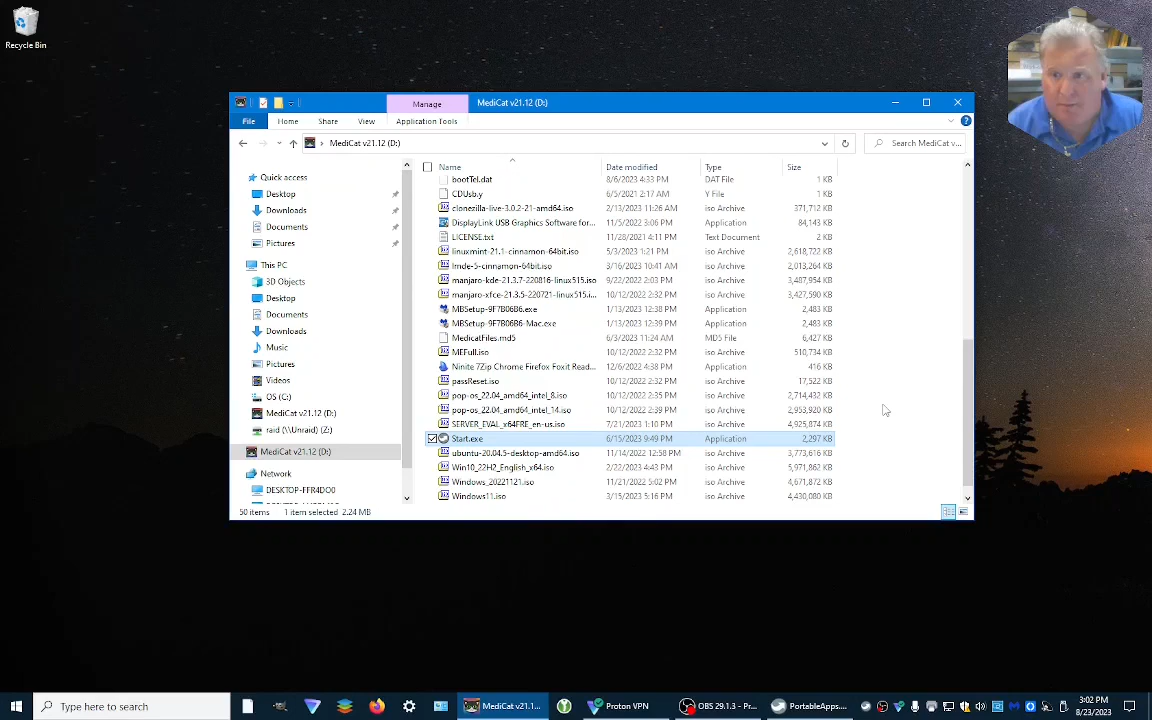 Recycle Bin
Manage
MediCat v21.12 (D:)
File
Home
Share
View
Application Tools
MediCat v21.12 (D:)
Search MediCat v...
Quick access
Desktop
Downloads
Documents
Pictures
This PC
3D Objects
Desktop
Documents
Downloads
Music
Pictures
Videos
OS (C:)
MediCat v21.12 (D:)
raid (\\Unraid) (Z:)
MediCat v21.12 (D:)
Network
DESKTOP-FFR4DO0
Name Date modified Type Size
bootTel.dat 8/6/2023 4:33 PM DAT File 1 KB
CDUsb.y 6/5/2021 2:17 AM Y File 1 KB
clonezilla-live-3.0.2-21-amd64.iso 2/13/2023 11:26 AM iso Archive 371,712 KB
DisplayLink USB Graphics Software for... 11/5/2022 3:06 PM Application 84,143 KB
LICENSE.txt 11/28/2021 4:11 PM Text Document 2 KB
linuxmint-21.1-cinnamon-64bit.iso 5/3/2023 1:21 PM iso Archive 2,618,722 KB
lmde-5-cinnamon-64bit.iso 3/16/2023 10:41 AM iso Archive 2,013,264 KB
manjaro-kde-21.3.7-220816-linux515.iso 9/22/2022 2:03 PM iso Archive 3,487,954 KB
manjaro-xfce-21.3.5-220721-linux515.i... 10/12/2022 2:32 PM iso Archive 3,427,590 KB
MBSetup-9F7B06B6.exe 1/13/2023 12:38 PM Application 2,483 KB
MBSetup-9F7B06B6-Mac.exe 1/13/2023 12:39 PM Application 2,483 KB
MedicatFiles.md5 6/3/2023 11:24 AM MD5 File 6,427 KB
MEFull.iso 10/12/2022 2:32 PM iso Archive 510,734 KB
Ninite 7Zip Chrome Firefox Foxit Read... 12/6/2022 4:38 PM Application 416 KB
passReset.iso 10/12/2022 2:32 PM iso Archive 17,522 KB
pop-os_22.04_amd64_intel_8.iso 10/12/2022 2:35 PM iso Archive 2,714,432 KB
pop-os_22.04_amd64_intel_14.iso 10/12/2022 2:39 PM iso Archive 2,953,920 KB
SERVER_EVAL_x64FRE_en-us.iso 7/21/2023 1:10 PM iso Archive 4,925,874 KB
Start.exe 6/15/2023 9:49 PM Application 2,297 KB
ubuntu-20.04.5-desktop-amd64.iso 11/14/2022 12:58 PM iso Archive 3,773,616 KB
Win10_22H2_English_x64.iso 2/22/2023 4:43 PM iso Archive 5,971,862 KB
Windows_20221121.iso 11/21/2022 5:02 PM iso Archive 4,671,872 KB
Windows11.iso 3/15/2023 5:16 PM iso Archive 4,430,080 KB
50 items 1 item selected 2.24 MB
Type here to search
MediCat v21.1...
Proton VPN
OBS 29.1.3 - Pr...
PortableApps....
3:02 PM
8/23/2023